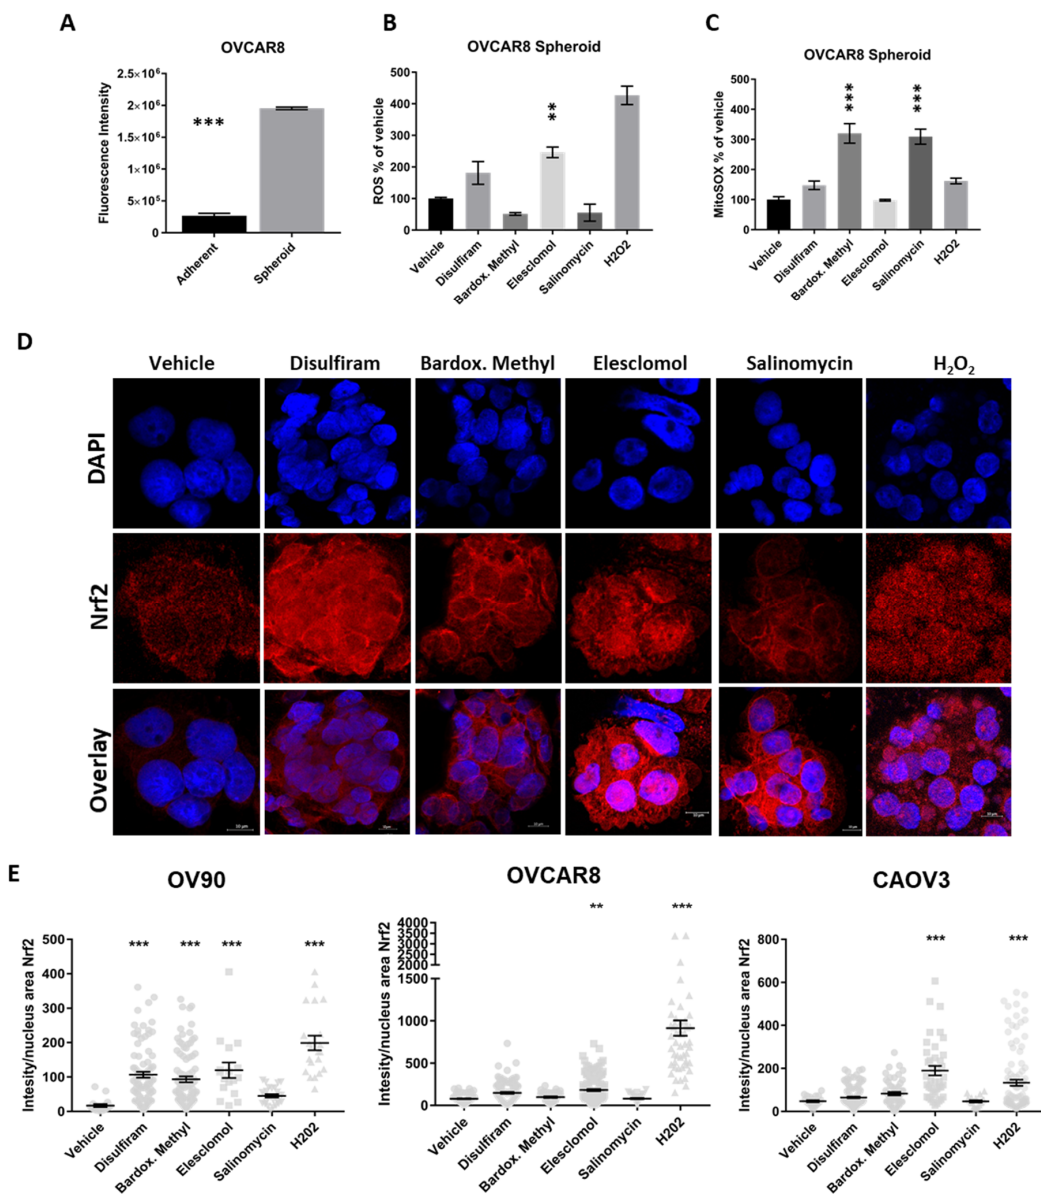 A
OVCAR8
Fluorescence Intensity
2.5×10⁶
2×10⁶
1.5×10⁶
1×10⁶
5×10⁵
0
***
Adherent
Spheroid
B
OVCAR8 Spheroid
ROS % of vehicle
500
400
300
200
100
0
**
Vehicle
Disulfiram
Bardox. Methyl
Elesclomol
Salinomycin
H2O2
C
OVCAR8 Spheroid
MitoSOX % of vehicle
500
400
300
200
100
0
***
***
Vehicle
Disulfiram
Bardox. Methyl
Elesclomol
Salinomycin
H2O2
D
Vehicle Disulfiram Bardox. Methyl Elesclomol Salinomycin H₂O₂
DAPI
Nrf2
Overlay
10 μm
E
OV90
Intesity/nucleus area Nrf2
500
400
300
200
100
0
*** *** *** ***
Vehicle
Disulfiram
Bardox. Methyl
Elesclomol
Salinomycin
H202
OVCAR8
Intesity/nucleus area Nrf2
4000
3500
3000
2500
2000
1500
1000
500
0
** ***
Vehicle
Disulfiram
Bardox. Methyl
Elesclomol
Salinomycin
H202
CAOV3
Intesity/nucleus area Nrf2
800
600
400
200
0
*** ***
Vehicle
Disulfiram
Bardox. Methyl
Elesclomol
Salinomycin
H202